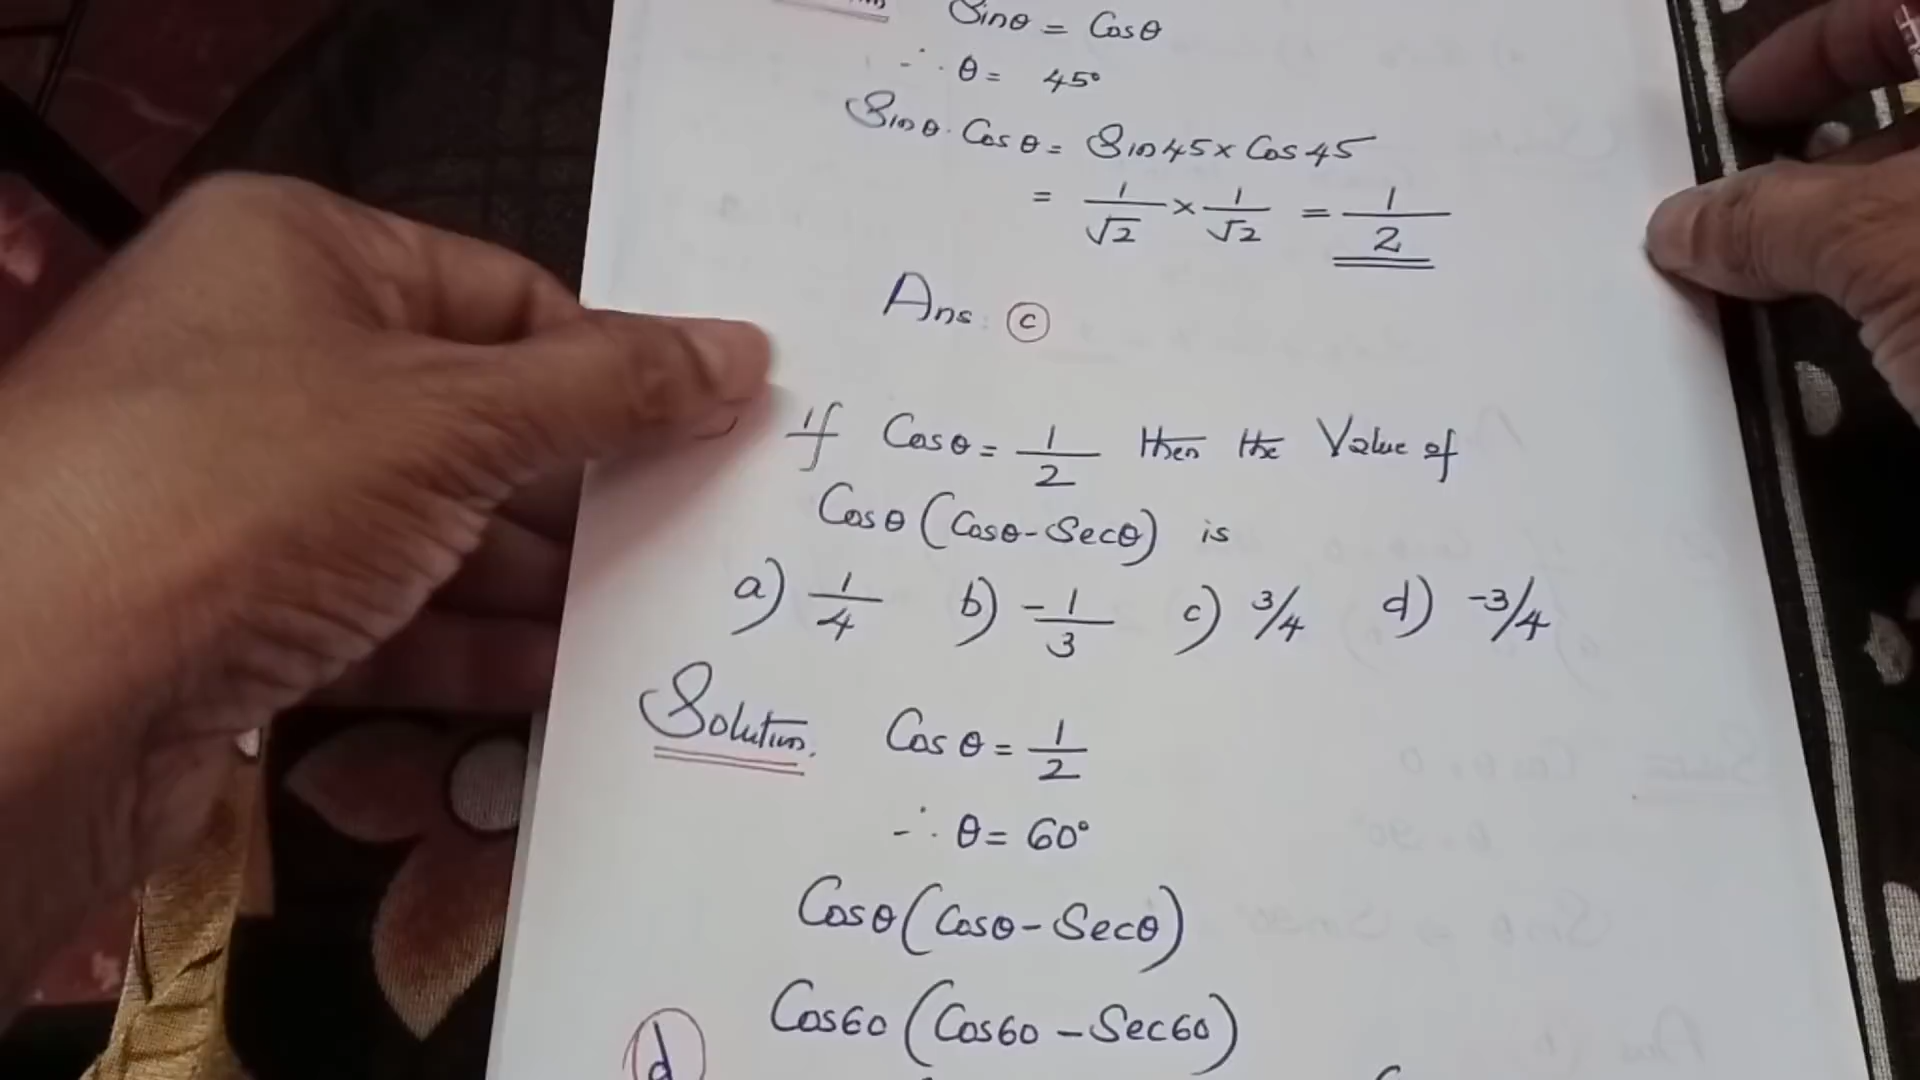 Sinθ = Cosθ
∴ θ = 45°
Sinθ. Cosθ = Sin45 x Cos45
= 1/√2 x 1/√2 = 1/2
Ans: (c)
If Cosθ = 1/2 then the Value of
Cosθ (Cosθ-Secθ) is
a) 1/4 b) -1/3 c) 3/4 d) -3/4
Solution. Cosθ = 1/2
∴ θ = 60°
Cosθ (Cosθ - Secθ)
Cos60 (Cos60 - Sec60)
d